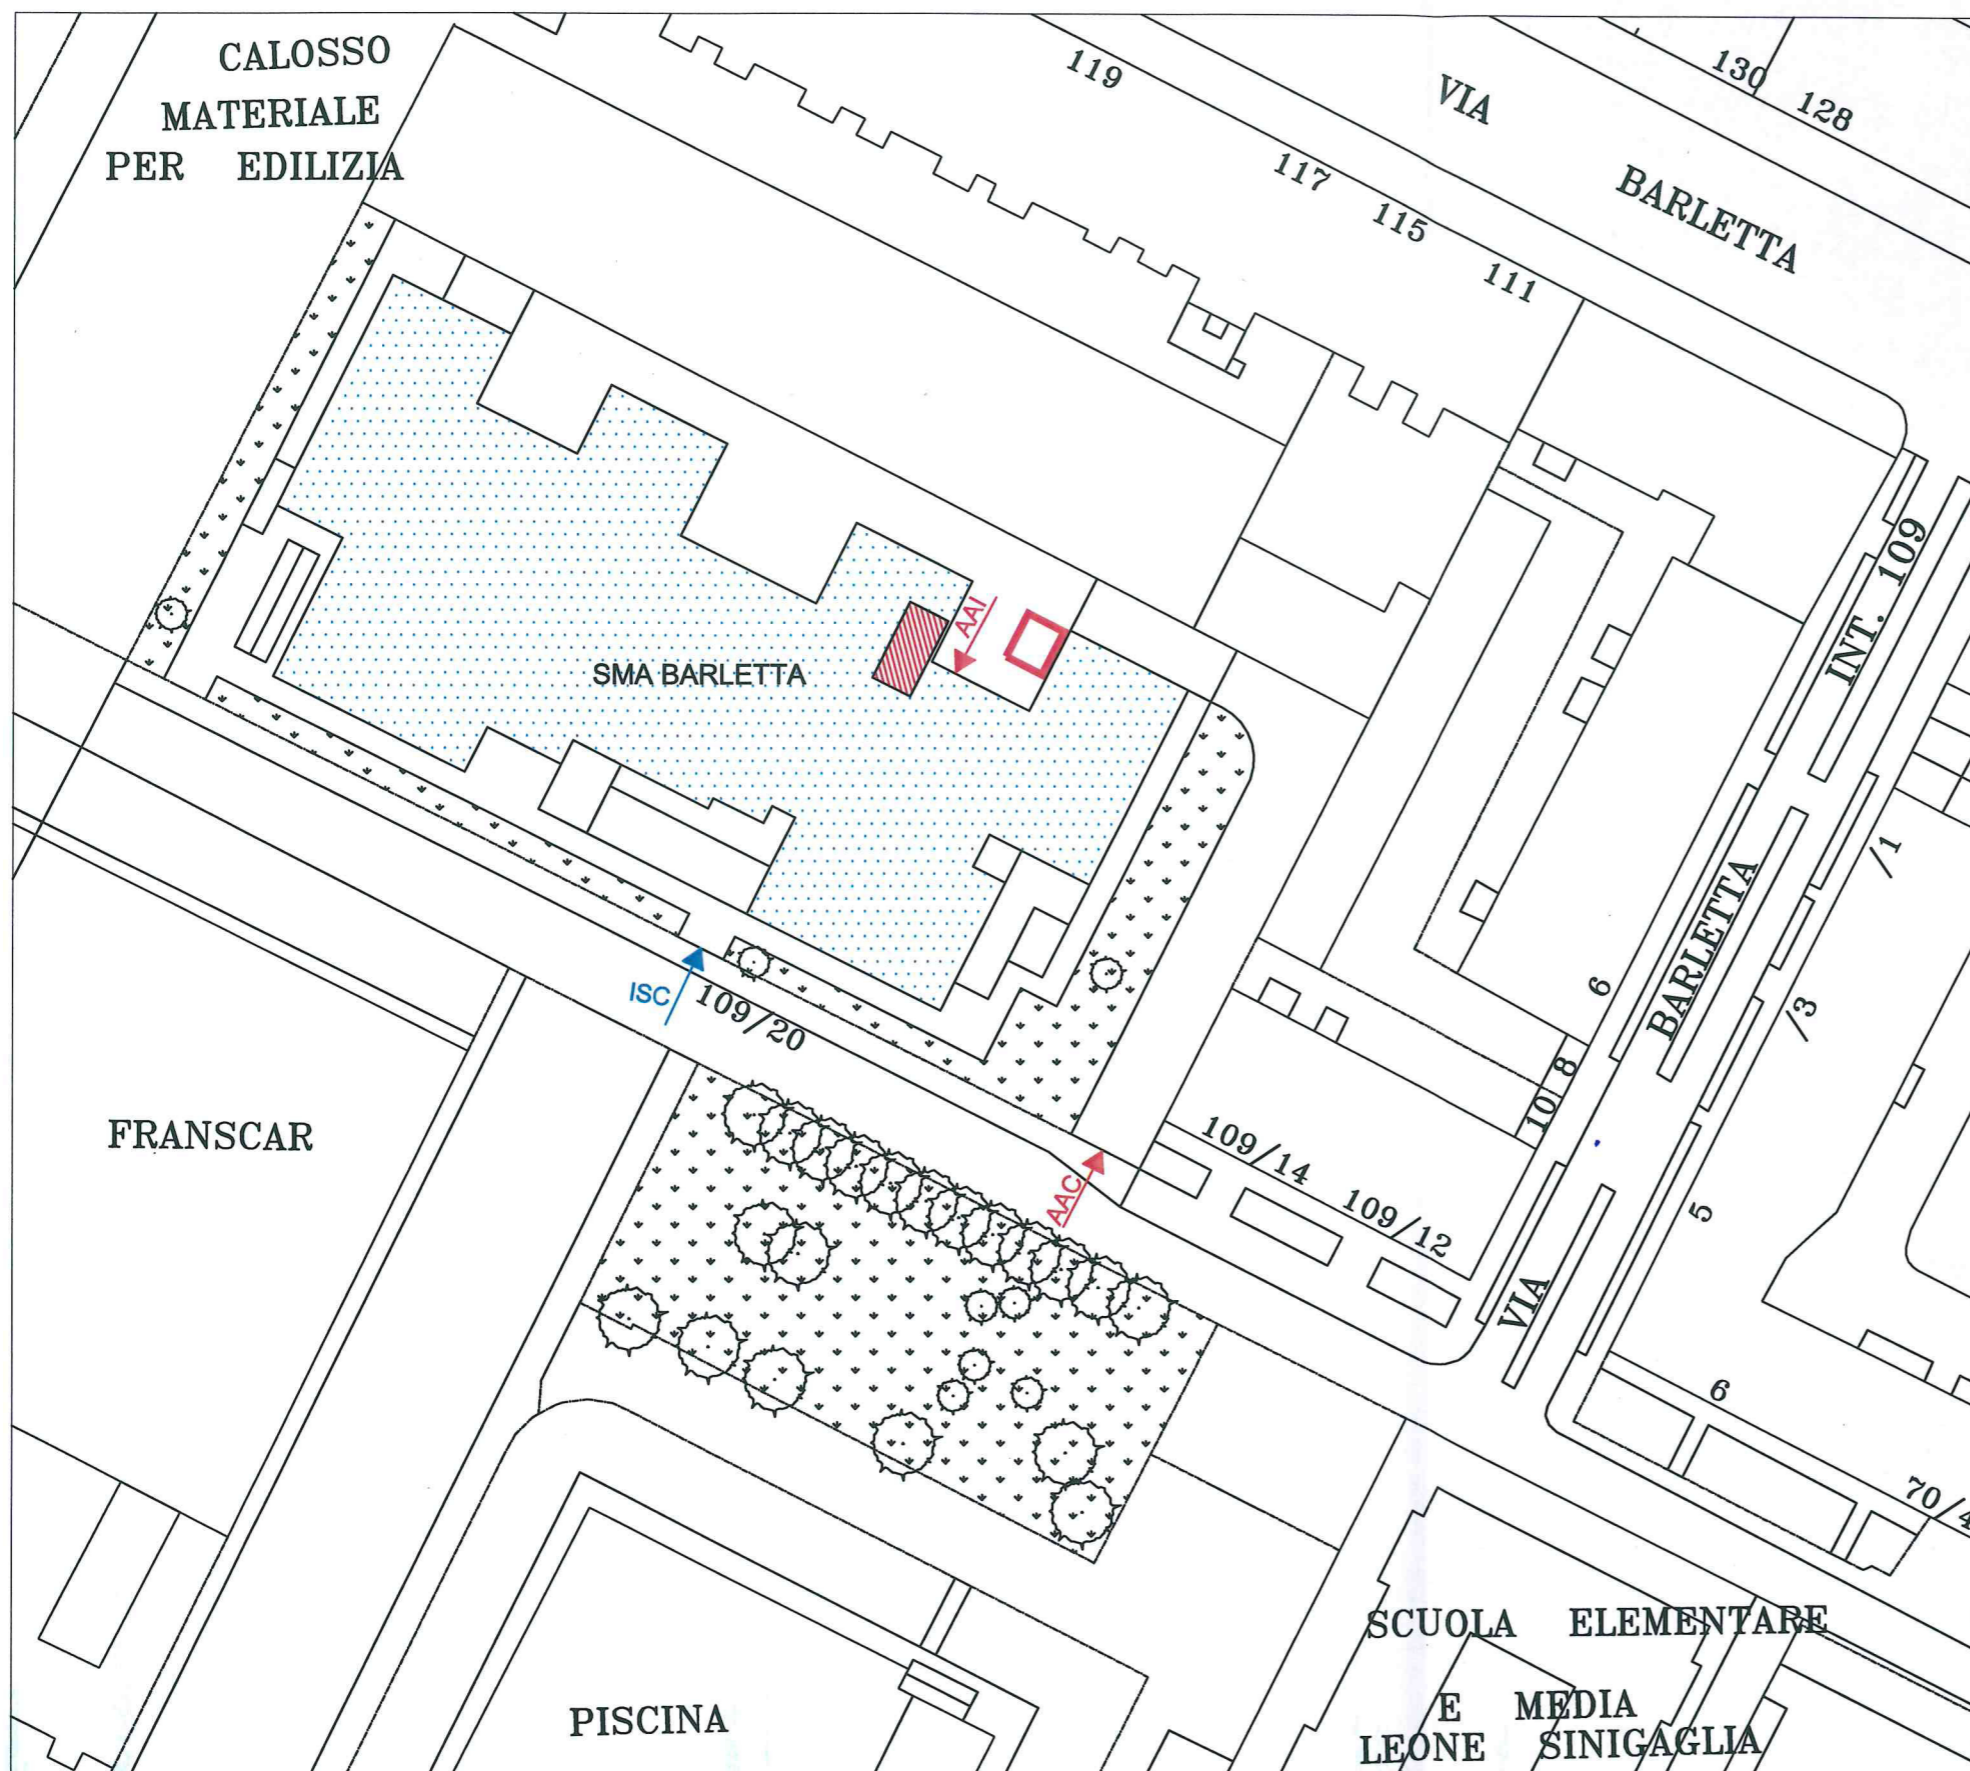 CALOSSO
MATERIALE
PER EDILIZIA
119
117
115
111
VIA
BARLETTA
130
128
INT. 109
BARLETTA
VIA
/1
/3
5
6
8
10
SMA BARLETTA
AAI
ISC
109/20
AAC
109/14
109/12
6
70/4
FRANSCAR
PISCINA
SCUOLA ELEMENTARE
E MEDIA
LEONE SINIGAGLIA